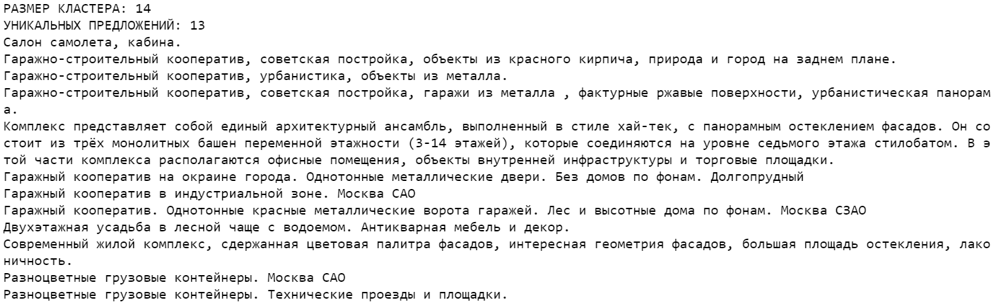 РАЗМЕР КЛАСТЕРА: 14
УНИКАЛЬНЫХ ПРЕДЛОЖЕНИЙ: 13
Салон самолета, кабина.
Гаражно-строительный кооператив, советская постройка, объекты из красного кирпича, природа и город на заднем плане.
Гаражно-строительный кооператив, урбанистика, объекты из металла.
Гаражно-строительный кооператив, советская постройка, гаражи из металла , фактурные ржавые поверхности, урбанистическая панорам
а.
Комплекс представляет собой единый архитектурный ансамбль, выполненный в стиле хай-тек, с панорамным остеклением фасадов. Он со
стоит из трёх монолитных башен переменной этажности (3-14 этажей), которые соединяются на уровне седьмого этажа стилобатом. В э
той части комплекса располагаются офисные помещения, объекты внутренней инфраструктуры и торговые площадки.
Гаражный кооператив на окраине города. Однотонные металлические двери. Без домов по фонам. Долгопрудный
Гаражный кооператив в индустриальной зоне. Москва САО
Гаражный кооператив. Однотонные красные металлические ворота гаражей. Лес и высотные дома по фонам. Москва СЗАО
Двухэтажная усадьба в лесной чаще с водоемом. Антикварная мебель и декор.
Современный жилой комплекс, сдержанная цветовая палитра фасадов, интересная геометрия фасадов, большая площадь остекления, лако
ничность.
Разноцветные грузовые контейнеры. Москва САО
Разноцветные грузовые контейнеры. Технические проезды и площадки.